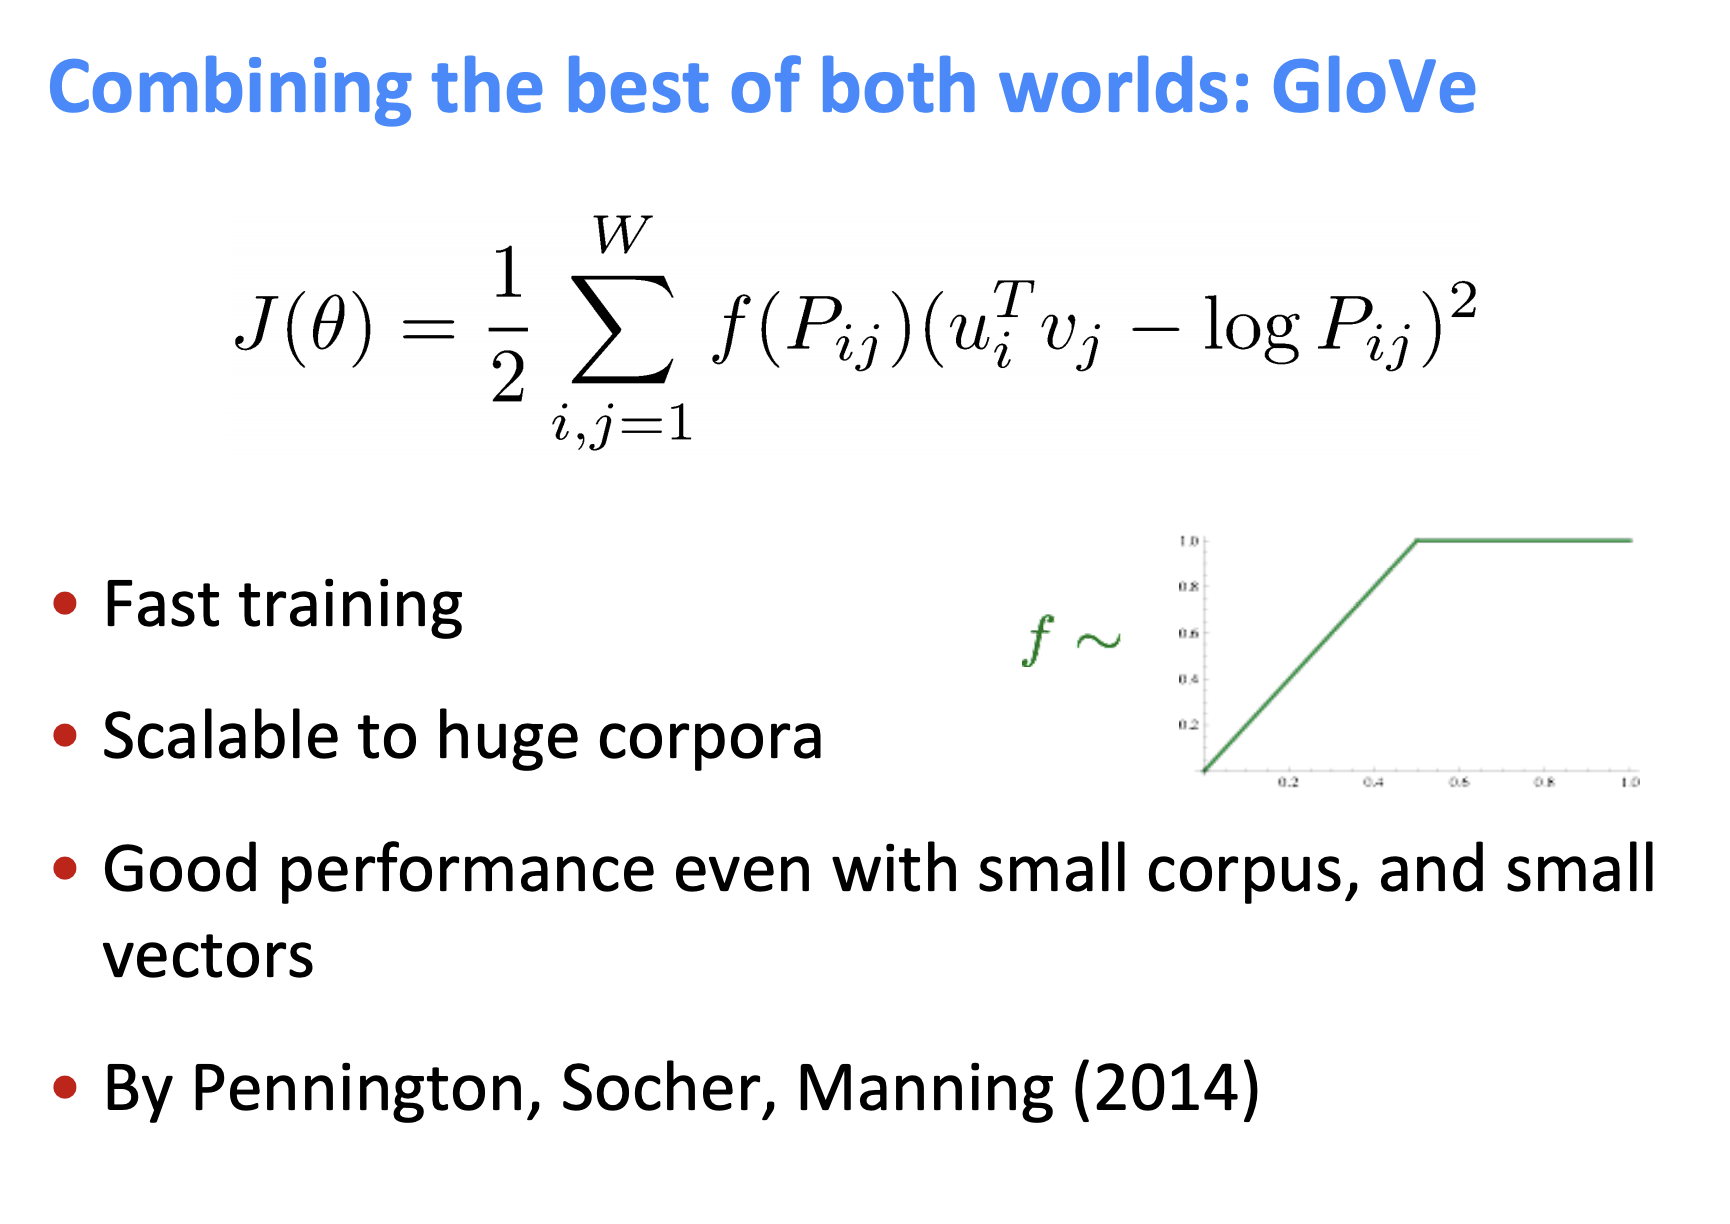 Combining the best of both worlds: GloVe
J(θ) = \frac{1}{2} \sum_{i,j=1}^{W} f(P_{ij})(u_i^T v_j − log P_{ij})^2
• Fast training
f ∼
1.0
0.8
0.6
0.4
0.2
0.2 0.4 0.6 0.8 1.0
• Scalable to huge corpora
• Good performance even with small corpus, and small
vectors
• By Pennington, Socher, Manning (2014)